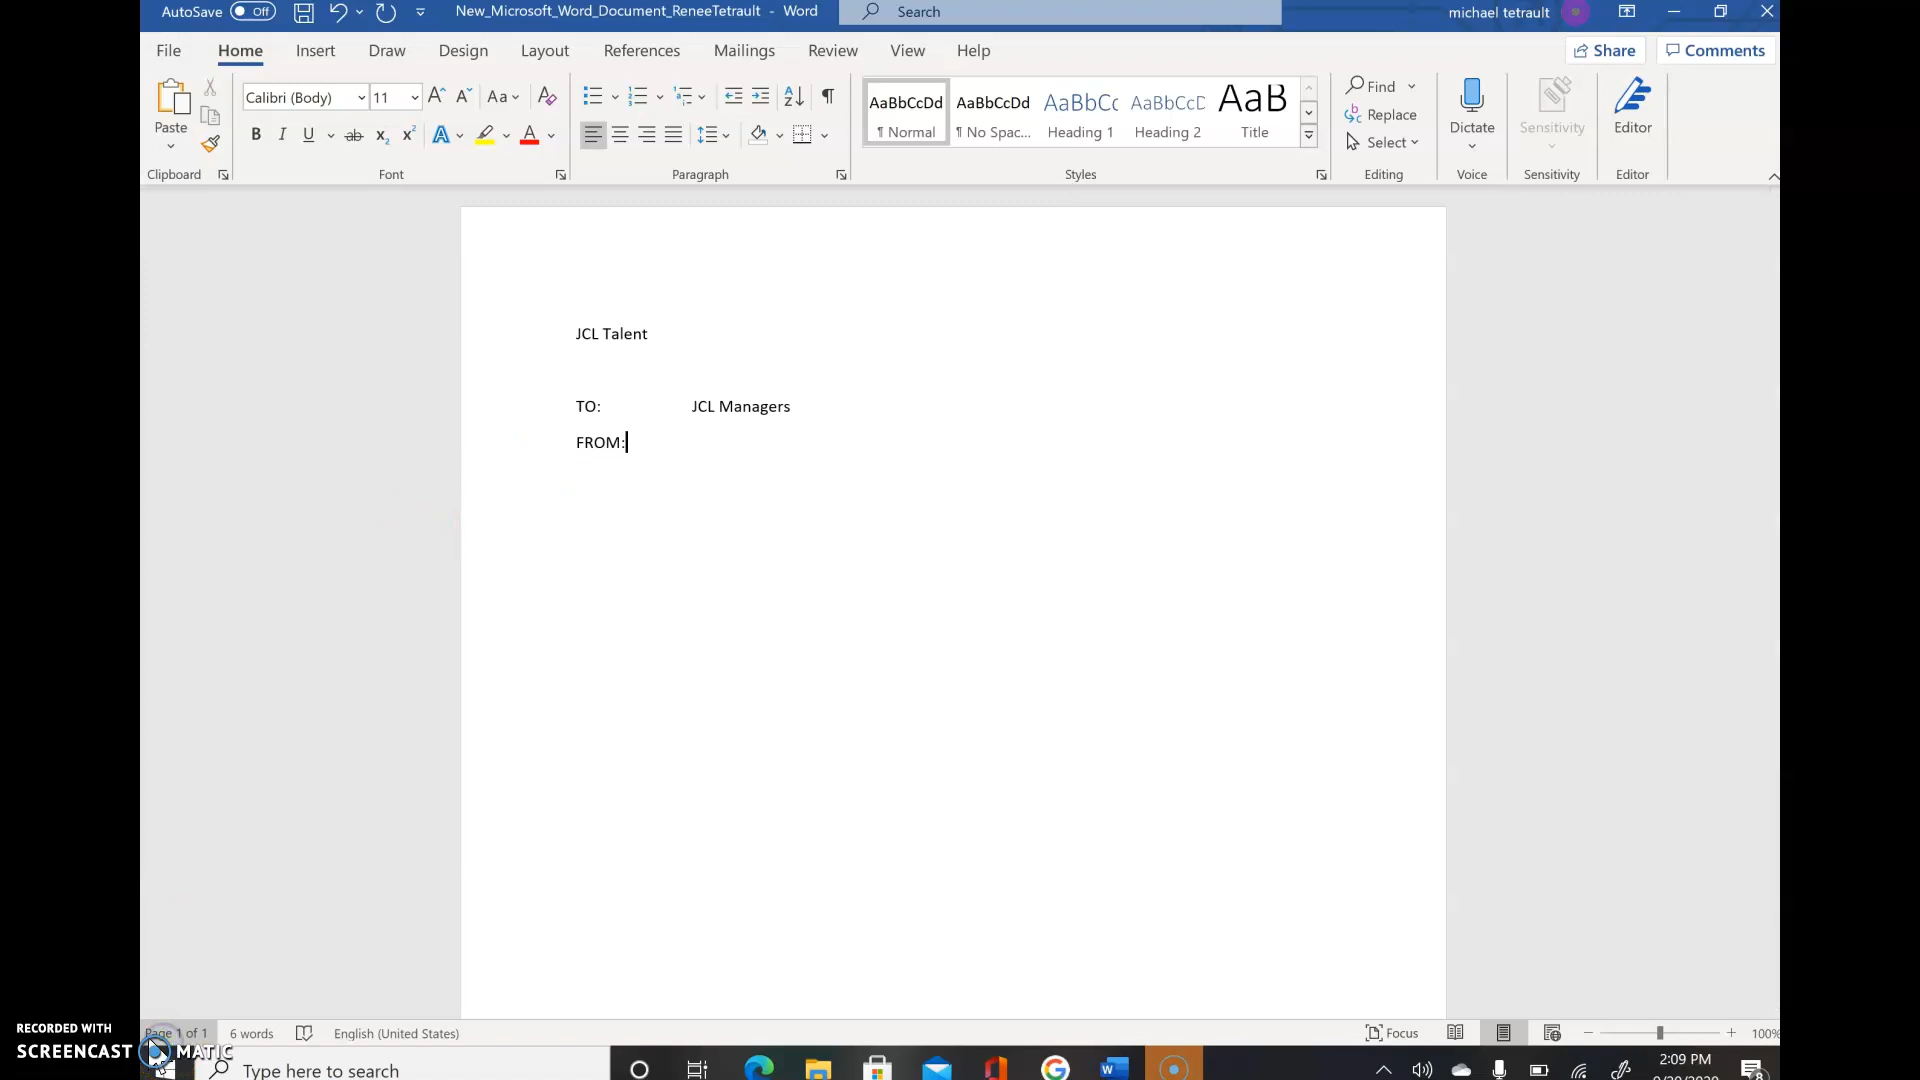 AutoSave Off New_Microsoft_Word_Document_ReneeTetrault - Word Search michael tetrault
File Home Insert Draw Design Layout References Mailings Review View Help Share Comments
Paste
Calibri (Body) 11 Aa
B I U ab x₂ x² A A
AaBbCcDd AaBbCcDd AaBbCc AaBbCcD AaB
¶ Normal ¶ No Spac... Heading 1 Heading 2 Title
Find
Replace
Select
Dictate
Sensitivity
Editor
Clipboard Font Paragraph Styles Editing Voice Sensitivity Editor
JCL Talent
TO: JCL Managers
FROM:
Page 1 of 1 6 words English (United States) Focus 100%
RECORDED WITH
SCREENCAST MATIC
Type here to search
2:09 PM